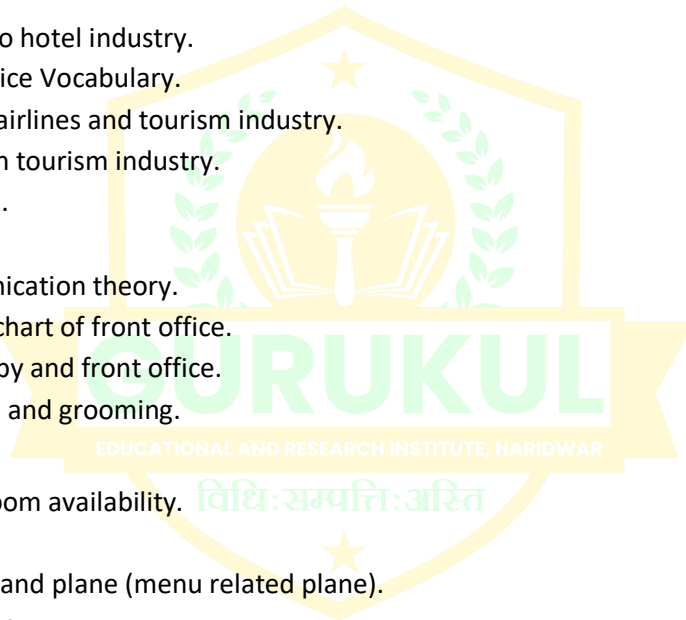 o hotel industry.
ice Vocabulary.
airlines and tourism industry.
n tourism industry.
.
nication theory.
chart of front office.
by and front office.
and grooming.
GURUKUL
EDUCATIONAL AND RESEARCH INSTITUTE, HARIDWAR
oom availability.
विधि:सम्पत्ति:अस्ति
and plane (menu related plane).